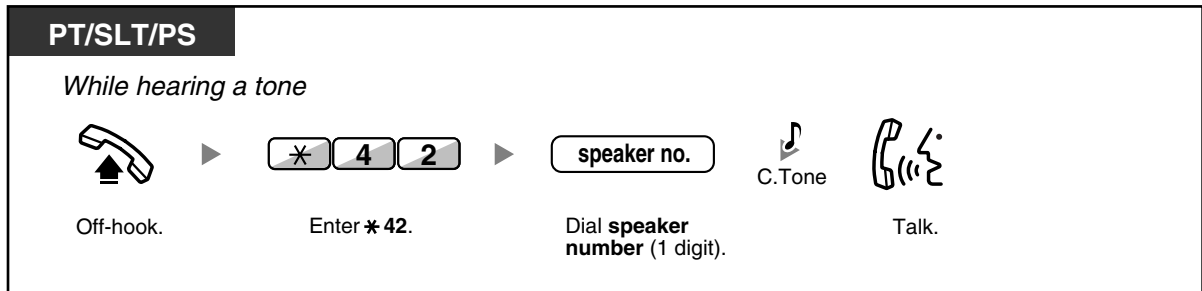 PT/SLT/PS
While hearing a tone
* 4 2
speaker no.
C.Tone
Off-hook.
Enter * 42.
Dial speaker
number (1 digit).
Talk.